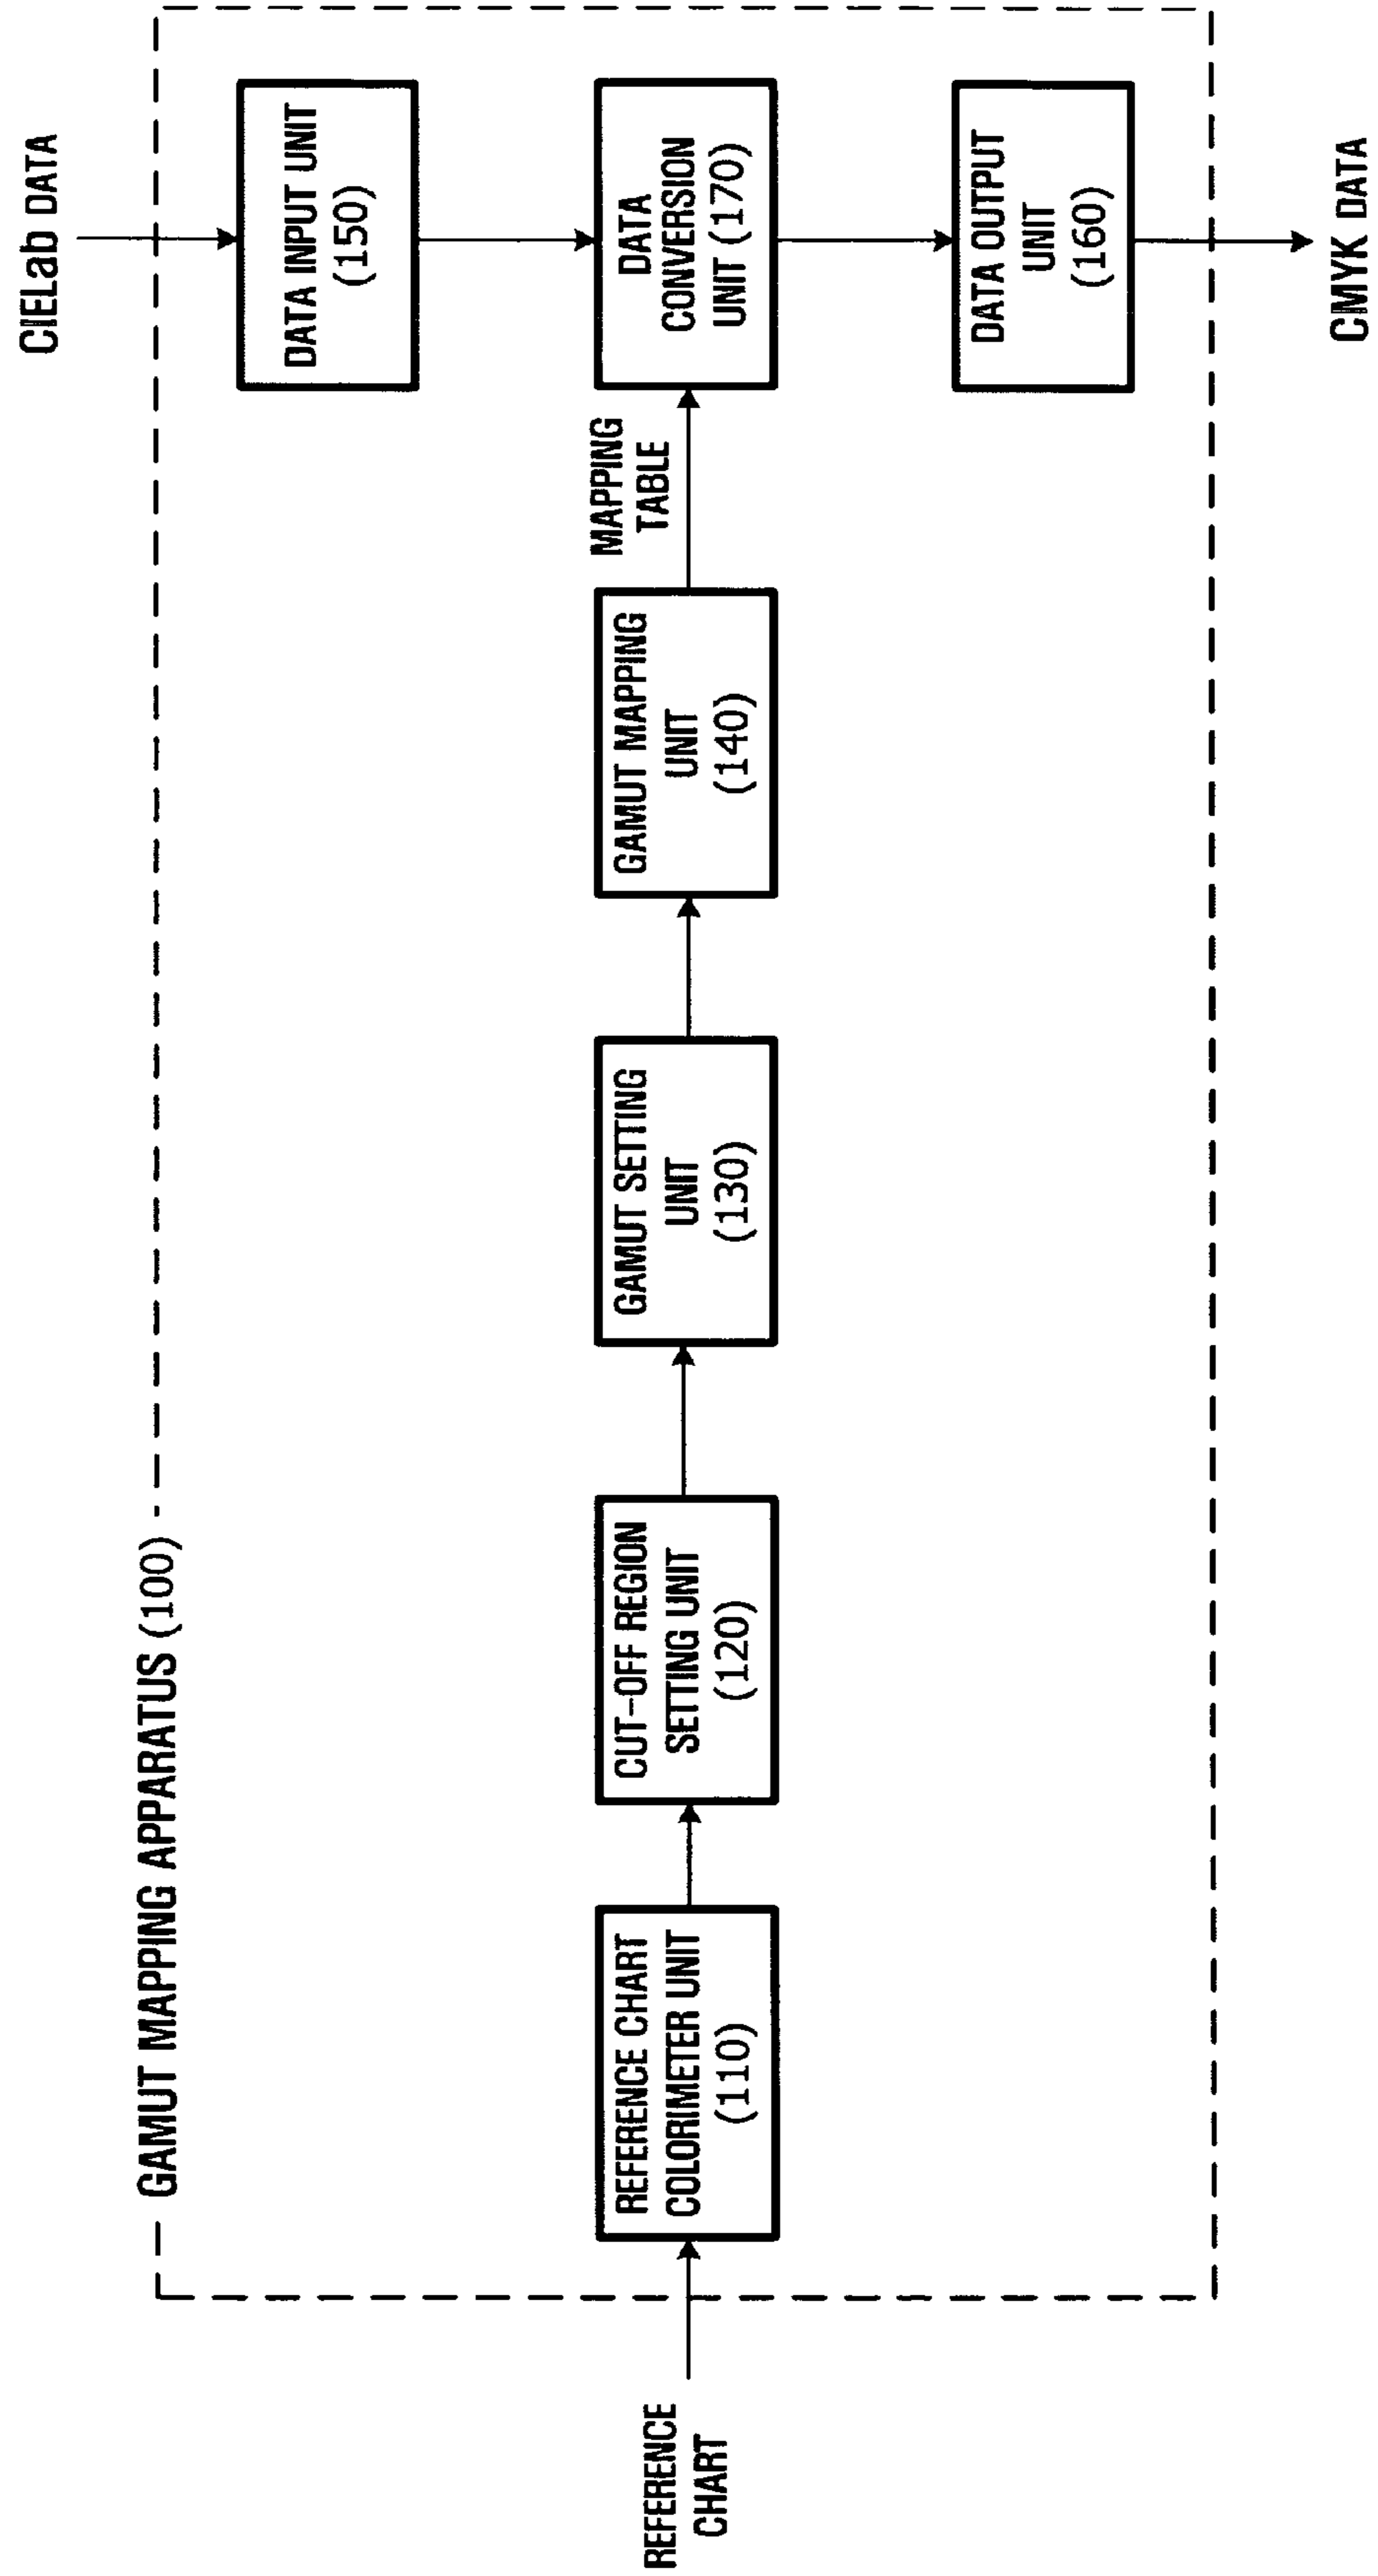 GAMUT MAPPING APPARATUS (100)
CIELab DATA
DATA INPUT UNIT
(150)
REFERENCE
CHART
REFERENCE CHART
COLORIMETER UNIT
(110)
CUT-OFF REGION
SETTING UNIT
(120)
GAMUT SETTING
UNIT
(130)
GAMUT MAPPING
UNIT
(140)
MAPPING
TABLE
DATA
CONVERSION
UNIT (170)
DATA OUTPUT
UNIT
(160)
CMYK DATA